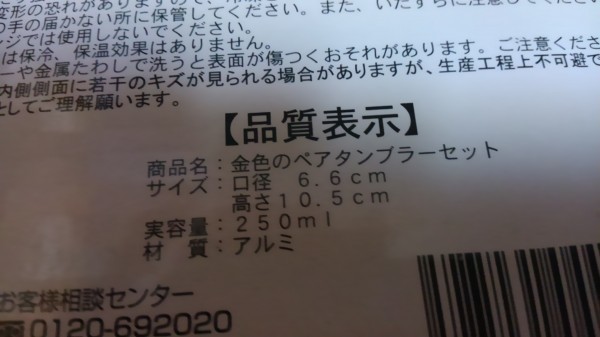 変形の恐れがありますので、
の手の届かない所に保管してください。また、いたずらに注意して
ンジでは使用しないでください。
は保冷、保温効果はありません。
ーや金属たわしで洗うと表面が傷つくおそれがあります。ご注意くださ
内側側面に若干のキズが見られる場合がありますが、生産工程上不可避で
としてご理解願います。
【品質表示】
商品名：金色のペアタンブラーセット
サイズ：口径 6.6cm
高さ10.5cm
実容量：250ml
材 質：アルミ
お客様相談センター
0120-692020